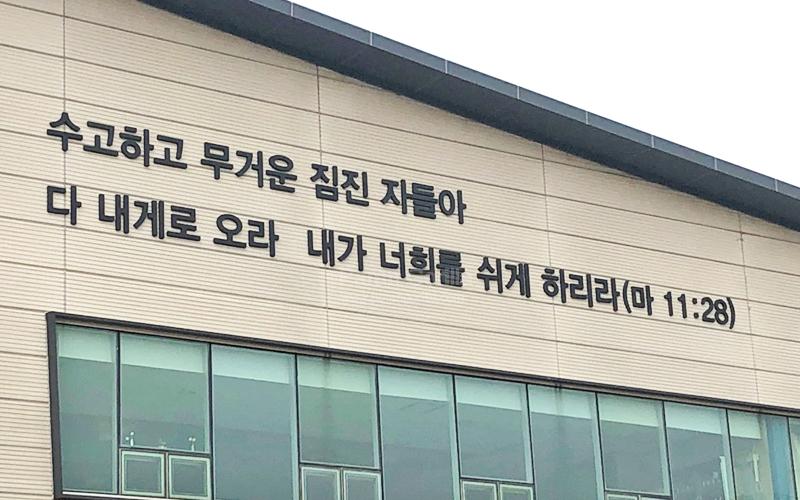 수고하고 무거운 짐진 자들아
다 내게로 오라 내가 너희를 쉬게 하리라(마 11:28)